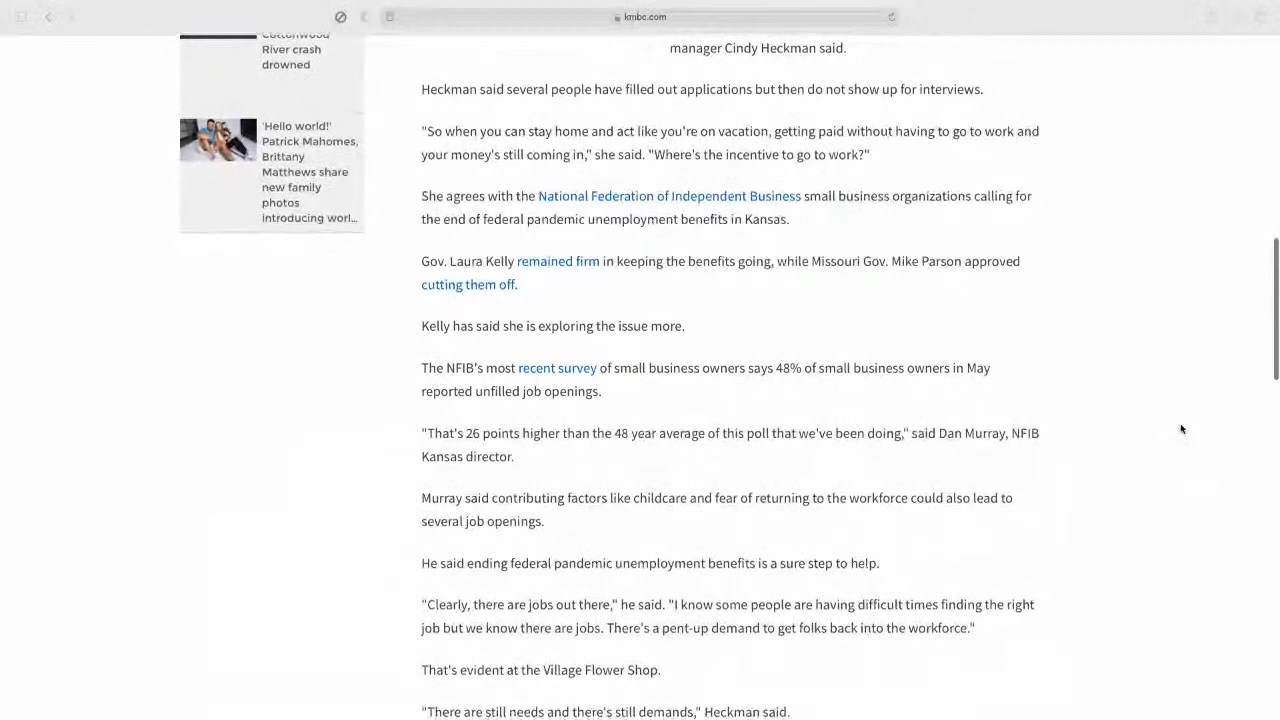 kmbc.com
Cottonwood
River crash
drowned
'Hello world!'
Patrick Mahomes,
Brittany
Matthews share
new family
photos
introducing worl...
manager Cindy Heckman said.
Heckman said several people have filled out applications but then do not show up for interviews.
"So when you can stay home and act like you're on vacation, getting paid without having to go to work and
your money's still coming in," she said. "Where's the incentive to go to work?"
She agrees with the National Federation of Independent Business small business organizations calling for
the end of federal pandemic unemployment benefits in Kansas.
Gov. Laura Kelly remained firm in keeping the benefits going, while Missouri Gov. Mike Parson approved
cutting them off.
Kelly has said she is exploring the issue more.
The NFIB's most recent survey of small business owners says 48% of small business owners in May
reported unfilled job openings.
"That's 26 points higher than the 48 year average of this poll that we've been doing," said Dan Murray, NFIB
Kansas director.
Murray said contributing factors like childcare and fear of returning to the workforce could also lead to
several job openings.
He said ending federal pandemic unemployment benefits is a sure step to help.
"Clearly, there are jobs out there," he said. "I know some people are having difficult times finding the right
job but we know there are jobs. There's a pent-up demand to get folks back into the workforce."
That's evident at the Village Flower Shop.
"There are still needs and there's still demands," Heckman said.